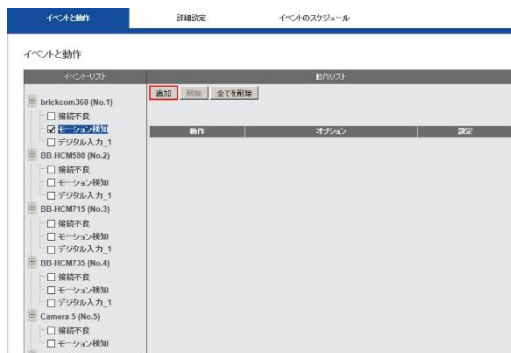 イベントと動作 詳細設定 イベントのスケジュール
イベントと動作
イベント・リスト 動作リスト
追加 削除 全てを削除
動作 オプション 設定
brickcom360 (No.1)
接続不良
モーション検知
デジタル入力_1
BB-HCM580 (No.2)
接続不良
モーション検知
デジタル入力_1
BB-HCM715 (No.3)
接続不良
モーション検知
デジタル入力_1
BB-HCM735 (No.4)
接続不良
モーション検知
デジタル入力_1
Camera 5 (No.5)
接続不良
モーション検知